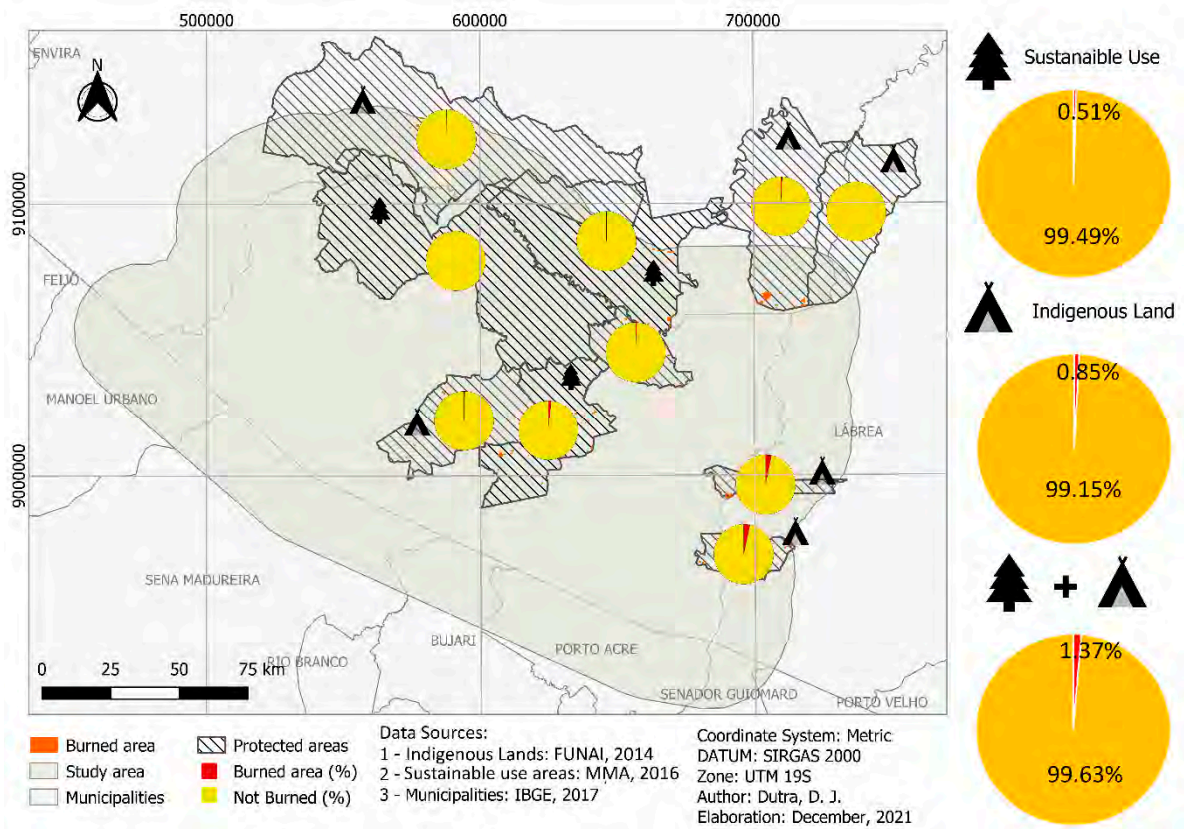 500000
600000
700000
ENVIRA
N
9100000
FEIJÓ
MANOEL URBANO
LÁBREA
9000000
SENA MADUREIRA
BUJARI
PORTO ACRE
RIO BRANCO
SENADOR GUIOMARD
PORTO VELHO
0 25 50 75 km
Sustanaible Use
0.51%
99.49%
Indigenous Land
0.85%
99.15%
+
1.37%
99.63%
Burned area
Study area
Municipalities
Protected areas
Burned area (%)
Not Burned (%)
Data Sources:
1 - Indigenous Lands: FUNAI, 2014
2 - Sustainable use areas: MMA, 2016
3 - Municipalities: IBGE, 2017
Coordinate System: Metric
DATUM: SIRGAS 2000
Zone: UTM 19S
Author: Dutra, D. J.
Elaboration: December, 2021